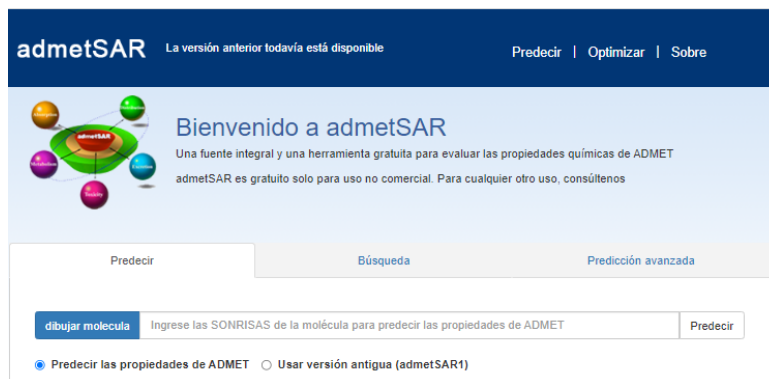 admetSAR La versión anterior todavía está disponible Predecir | Optimizar | Sobre
admetSAR
Bienvenido a admetSAR
Una fuente integral y una herramienta gratuita para evaluar las propiedades químicas de ADMET
admetSAR es gratuito solo para uso no comercial. Para cualquier otro uso, consúltenos
Toxicity
Predecir Búsqueda Predicción avanzada
dibujar molecula Ingrese las SONRISAS de la molécula para predecir las propiedades de ADMET Predecir
Predecir las propiedades de ADMET Usar versión antigua (admetSAR1)